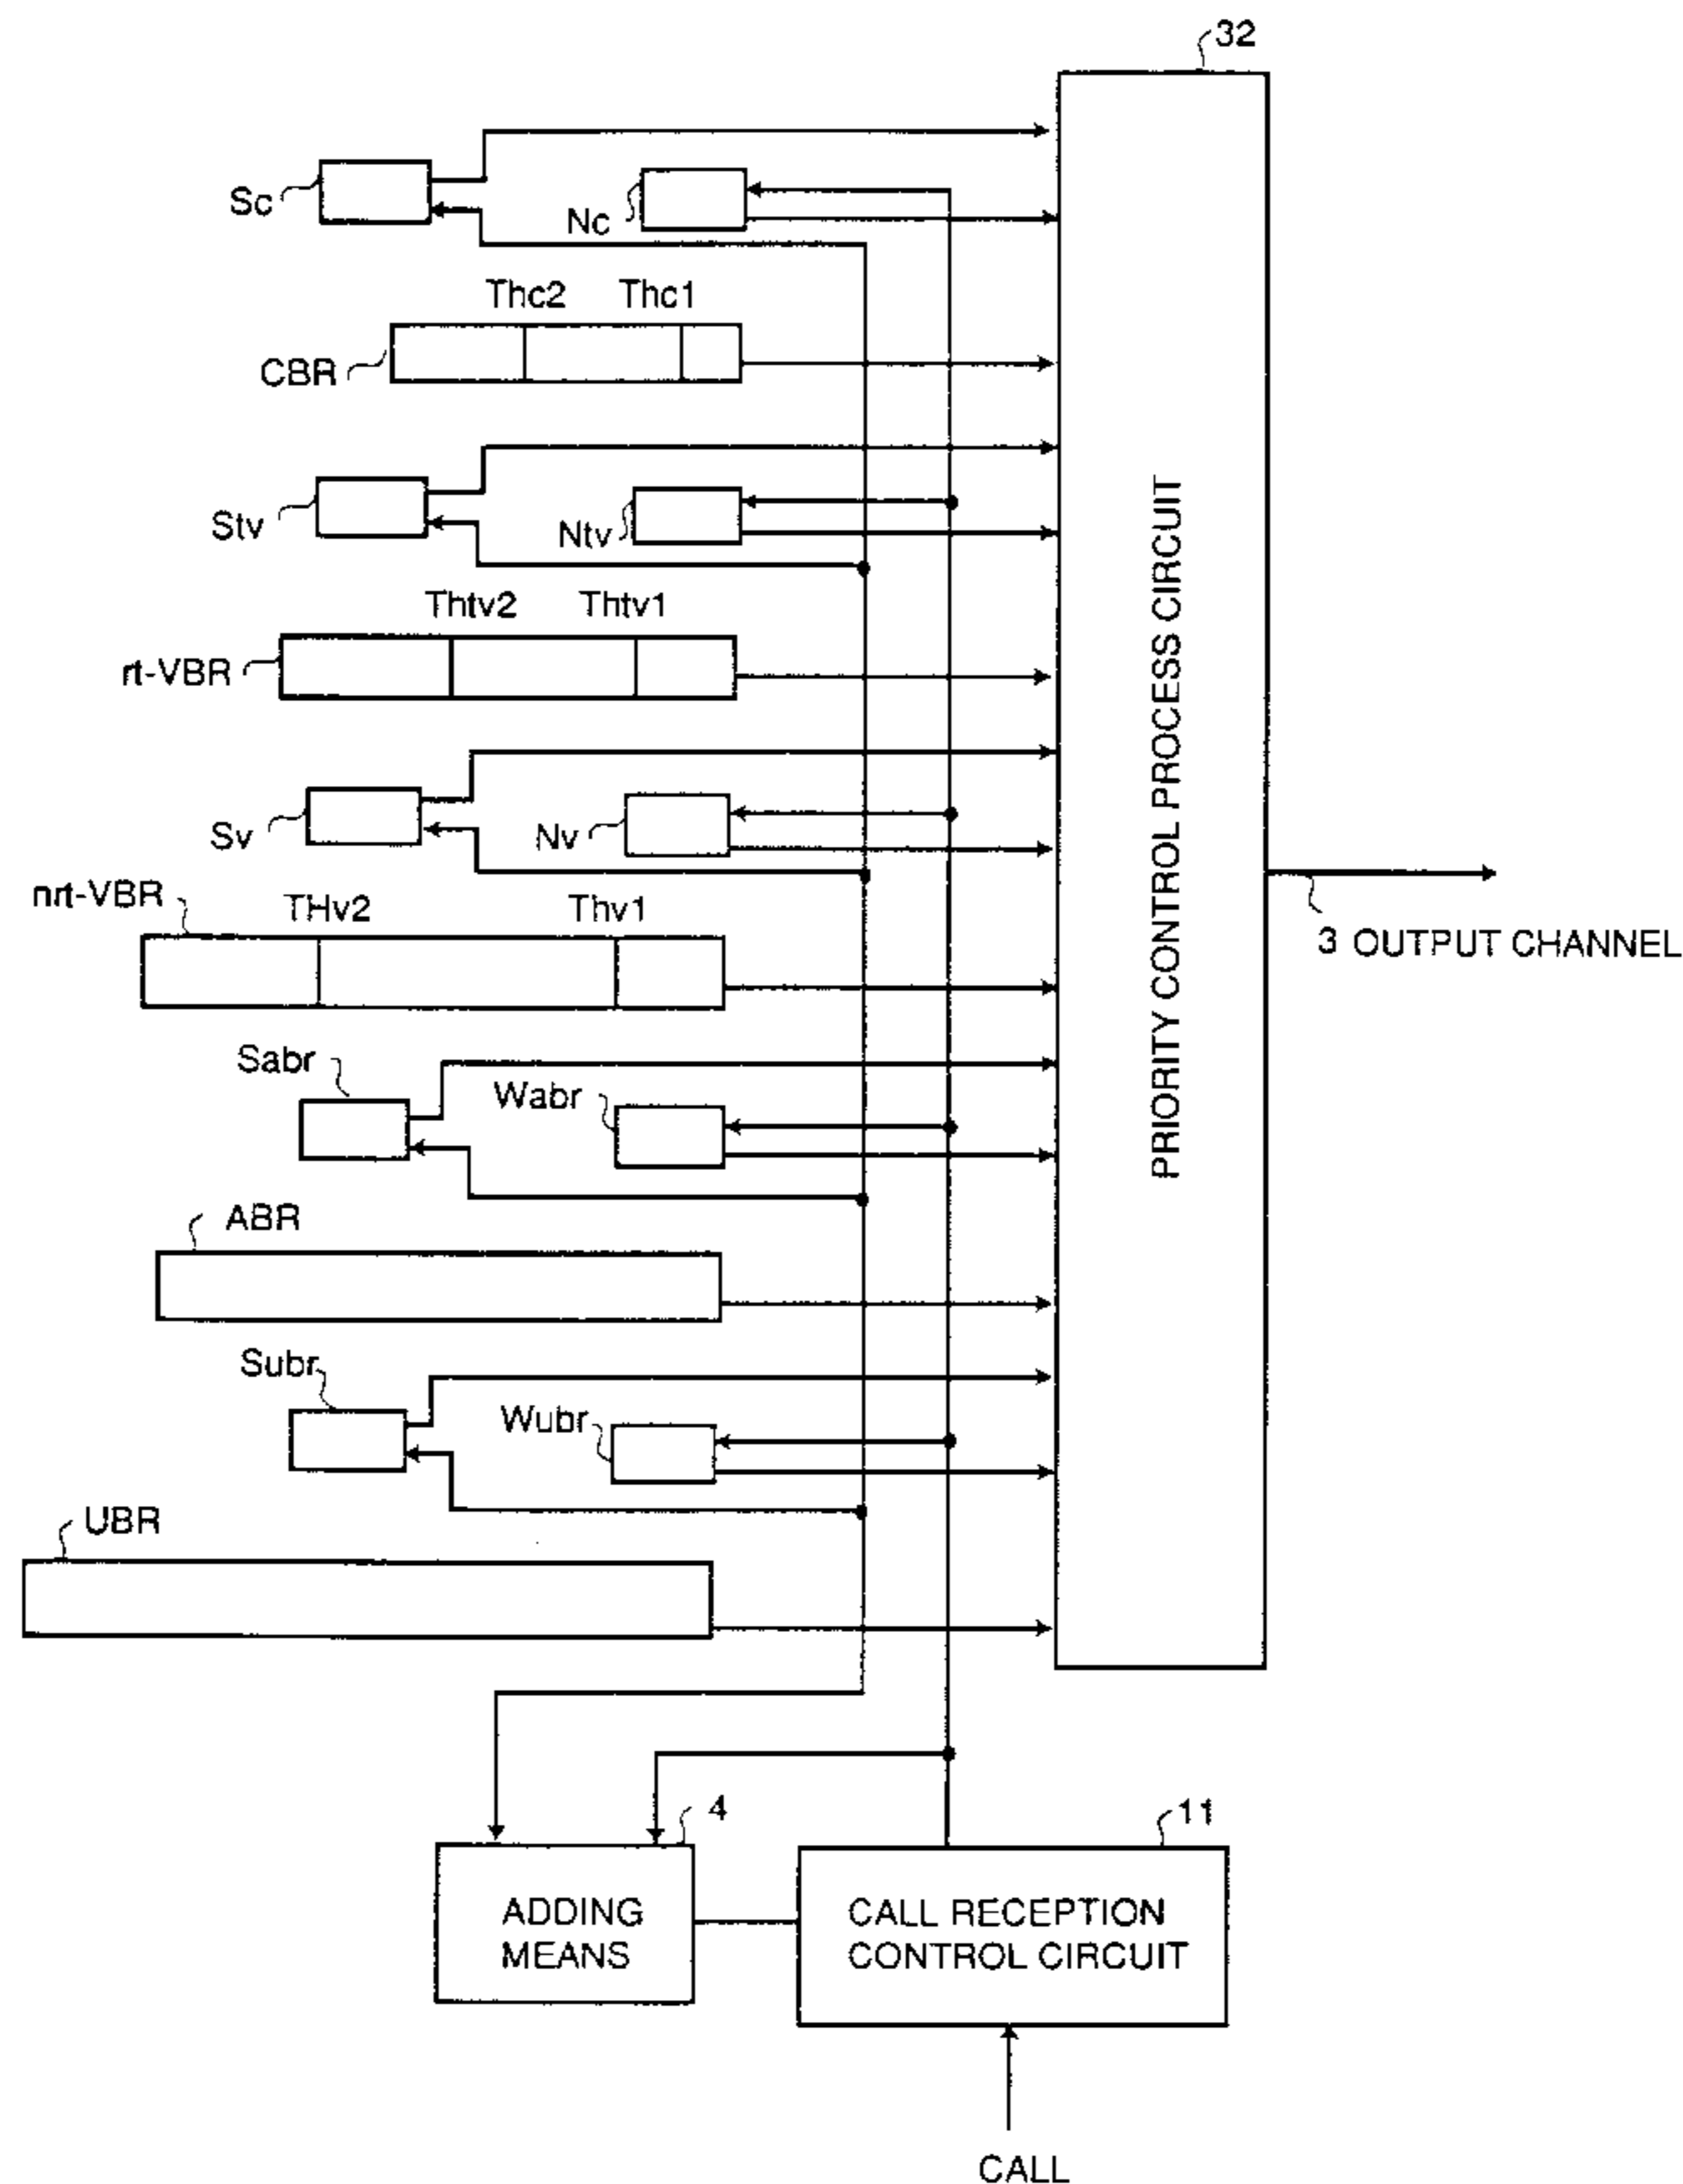 32
Sc
Nc
Thc2 Thc1
CBR
Stv
Ntv
Thtv2 Thtv1
rt-VBR
Sv
Nv
nrt-VBR
THv2 Thv1
PRIORITY CONTROL PROCESS CIRCUIT
3 OUTPUT CHANNEL
Sabr
Wabr
ABR
Subr
Wubr
UBR
4
11
ADDING
MEANS
CALL RECEPTION
CONTROL CIRCUIT
CALL